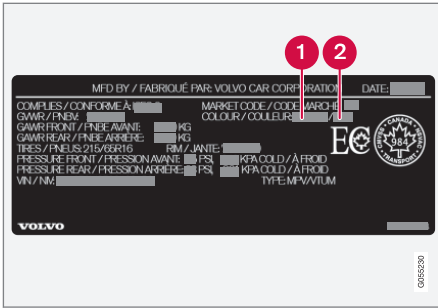 1 2
MFD BY / FABRIQUÉ PAR: VOLVO CAR CORPORATION DATE:
COMPLIES / CONFORME À: MARKET CODE / CODE MARCHÉ:
GVWR / PNBV: COLOUR / COULEUR: /
GAWR FRONT / PNBE AVANT: KG
GAWR REAR / PNBE ARRIÈRE: KG
TIRES / PNEUS: 215/65R16 RIM / JANTE:
PRESSURE FRONT / PRESSION AVANT: PSI, KPA COLD / À FROID
PRESSURE REAR / PRESSION ARRIÈRE: PSI, KPA COLD / À FROID
VIN / NIV: TYPE: MPV/VTUM
EC
CANADA
984
TRANSPORT
VOLVO
G055230